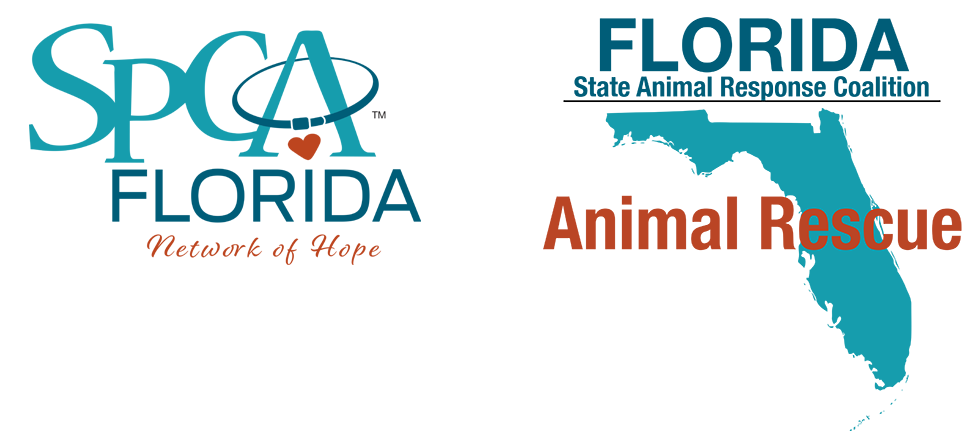 SPCA
™
FLORIDA
Network of Hope
FLORIDA
State Animal Response Coalition
Animal Rescue